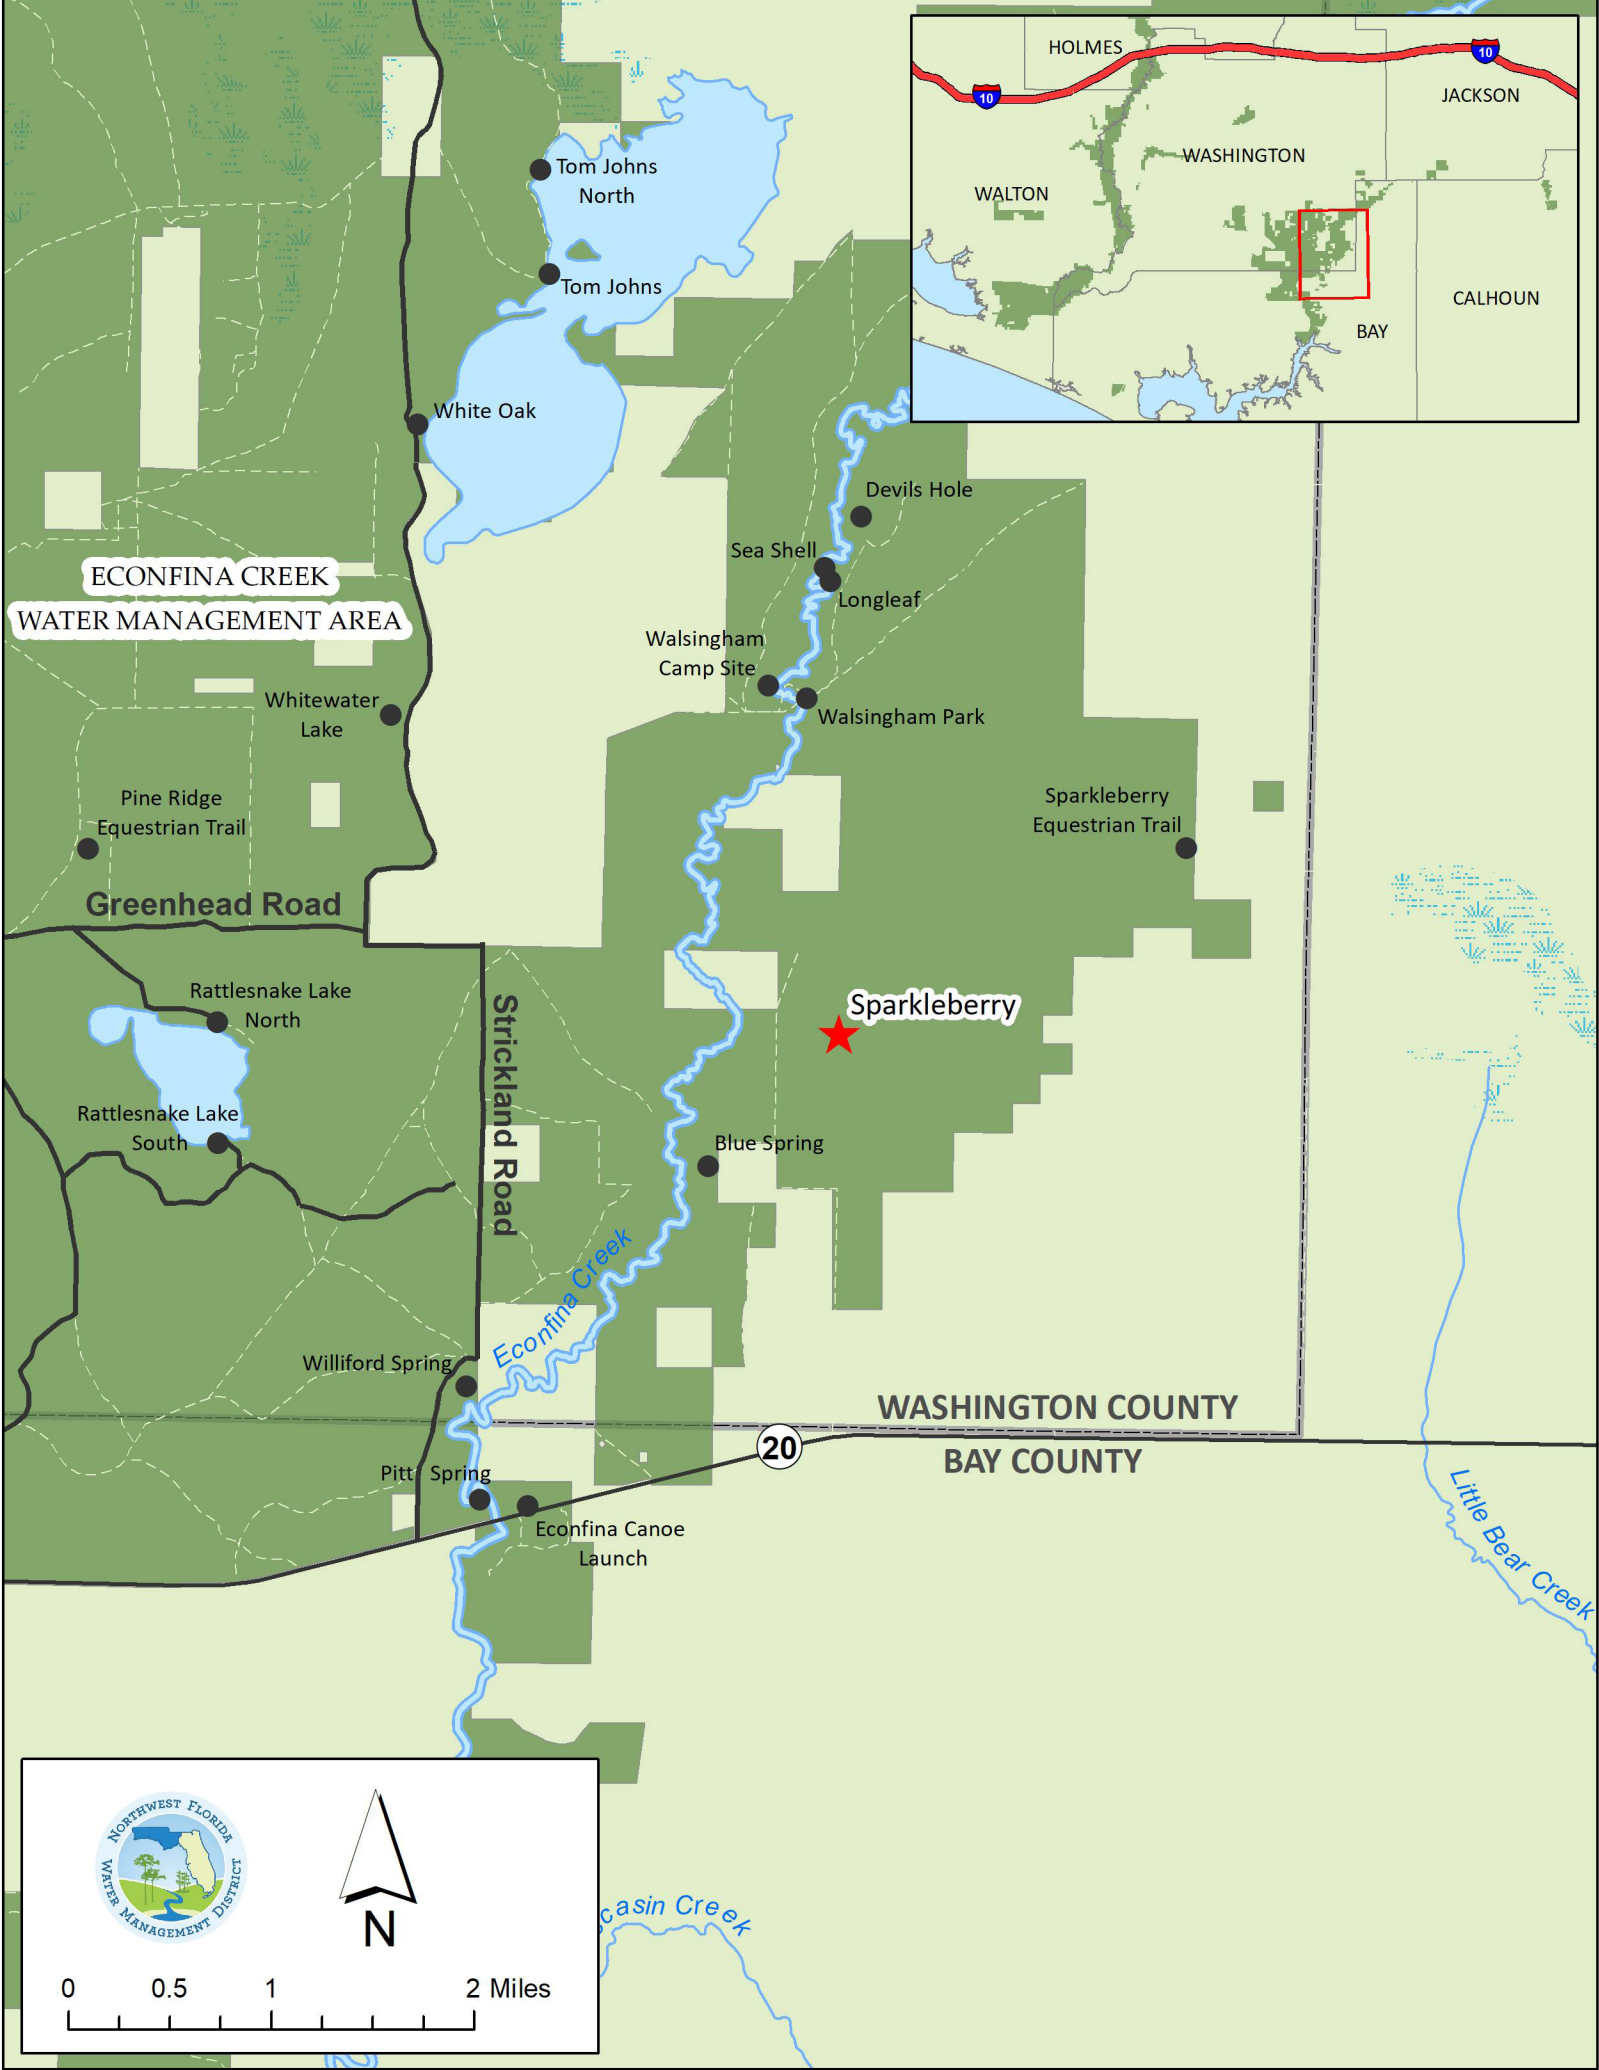 HOLMES
10
10
JACKSON
WASHINGTON
WALTON
CALHOUN
BAY
Tom Johns
North
Tom Johns
White Oak
Devils Hole
Sea Shell
Longleaf
ECONFINA CREEK
WATER MANAGEMENT AREA
Walsingham
Camp Site
Walsingham Park
Whitewater
Lake
Pine Ridge
Equestrian Trail
Sparkleberry
Equestrian Trail
Greenhead Road
Rattlesnake Lake
North
Strickland Road
Sparkleberry
Rattlesnake Lake
South
Blue Spring
Econfina Creek
Williford Spring
WASHINGTON COUNTY
20
BAY COUNTY
Pitt Spring
Econfina Canoe
Launch
Little Bear Creek
NORTHWEST FLORIDA
WATER MANAGEMENT DISTRICT
N
casin Creek
0 0.5 1 2 Miles